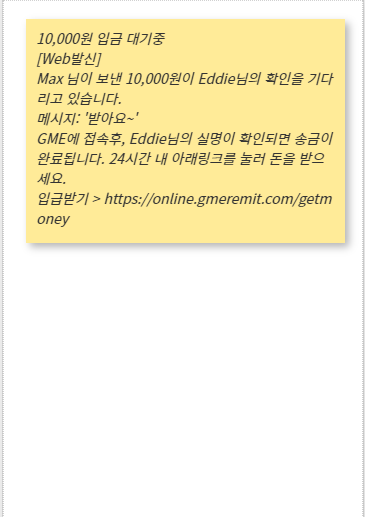 10,000원 입금 대기중
[Web발신]
Max 님이 보낸 10,000원이 Eddie님의 확인을 기다
리고 있습니다.
메시지: '받아요~'
GME에 접속후, Eddie님의 실명이 확인되면 송금이
완료됩니다. 24시간 내 아래링크를 눌러 돈을 받으
세요.
입금받기 > https://online.gmeremit.com/getm
oney